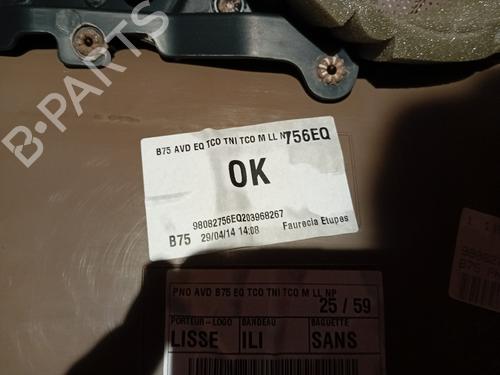 B-PARTS
B75 AVD EQ TCO TNI TCO M LL N 756EQ
OK
98082756EQ203968267
B75 29/04/14 14:08 Faurecia Etupes
PNO AVD B75 EQ TCO TNI TCO M LL NP
25 / 59
PORTEUR-LOGO BANDEAU BAGUETTE
LISSE ILI SANS